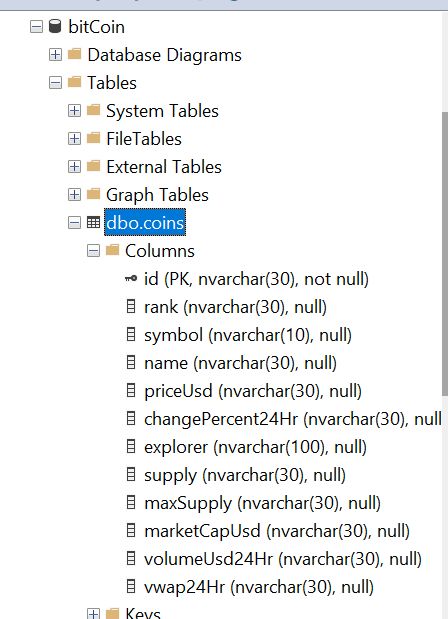 bitCoin
Database Diagrams
Tables
System Tables
FileTables
External Tables
Graph Tables
dbo.coins
Columns
id (PK, nvarchar(30), not null)
rank (nvarchar(30), null)
symbol (nvarchar(10), null)
name (nvarchar(30), null)
priceUsd (nvarchar(30), null)
changePercent24Hr (nvarchar(30), null
explorer (nvarchar(100), null)
supply (nvarchar(30), null)
maxSupply (nvarchar(30), null)
marketCapUsd (nvarchar(30), null)
volumeUsd24Hr (nvarchar(30), null)
vwap24Hr (nvarchar(30), null)
Keys